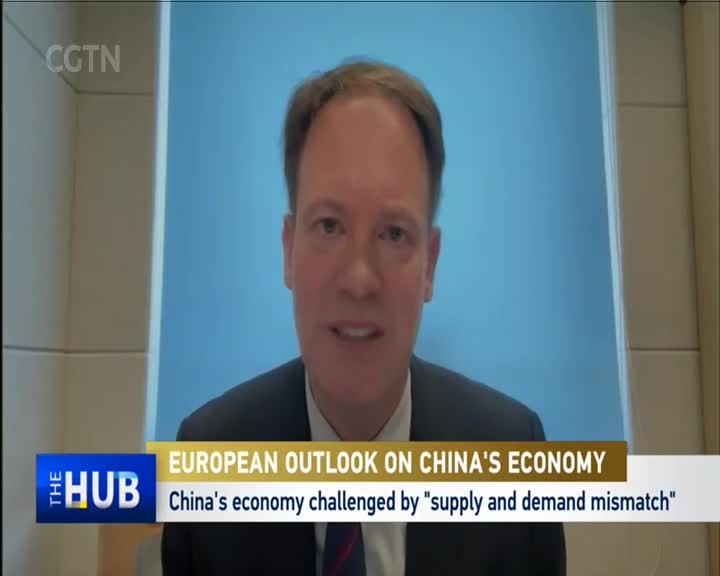 CGTN
EUROPEAN OUTLOOK ON CHINA'S ECONOMY
THE HUB
China's economy challenged by "supply and demand mismatch"